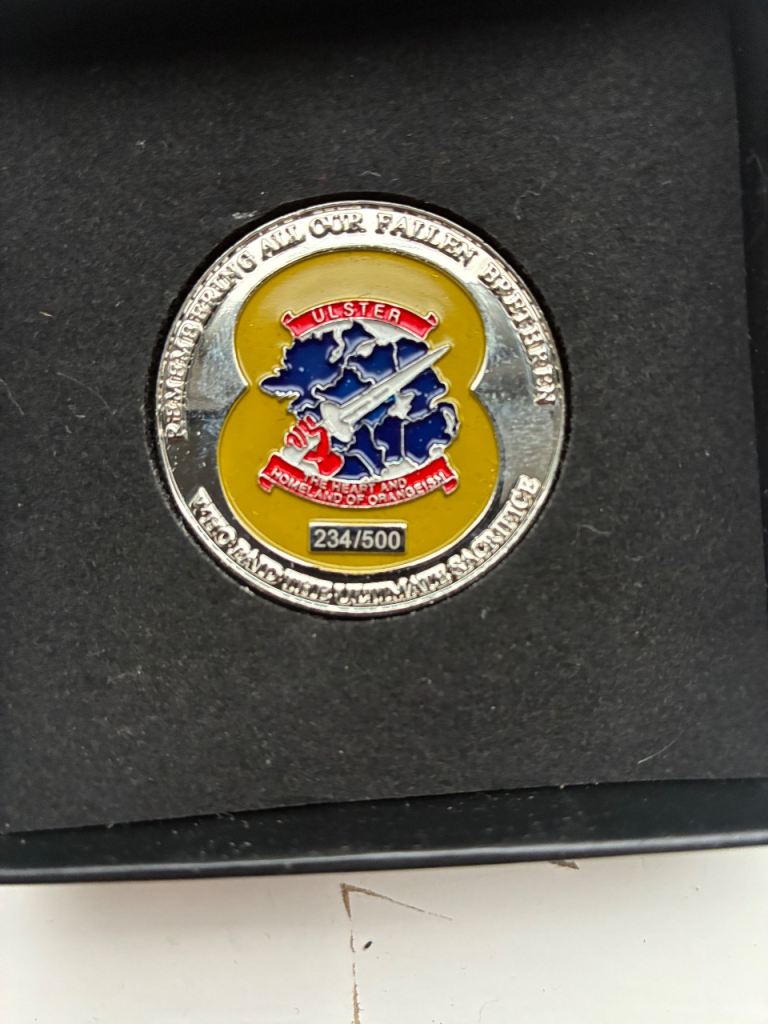 REMEMBERING ALL OUR FALLEN BRETHREN
ULSTER
THE HEART AND
HOMELAND OF ORANGEISM
234/500
WHO PAID THE ULTIMATE SACRIFICE